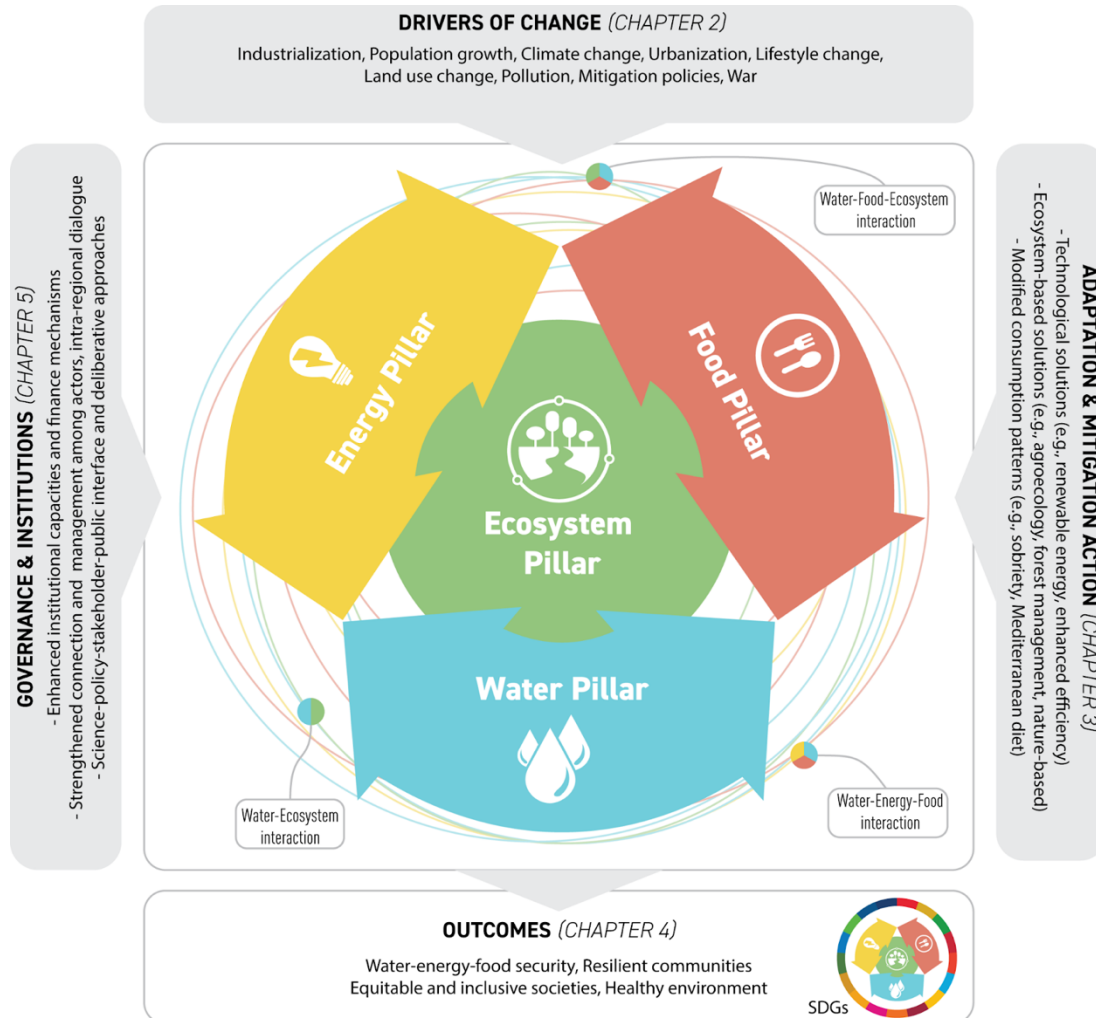 DRIVERS OF CHANGE (CHAPTER 2)
Industrialization, Population growth, Climate change, Urbanization, Lifestyle change,
Land use change, Pollution, Mitigation policies, War
GOVERNANCE & INSTITUTIONS (CHAPTER 5)
- Enhanced institutional capacities and finance mechanisms
- Strengthened connection and management among actors, intra-regional dialogue
- Science-policy-stakeholder-public interface and deliberative approaches
Water-Food-Ecosystem
interaction
Energy Pillar
Food Pillar
Ecosystem
Pillar
Water Pillar
Water-Ecosystem
interaction
Water-Energy-Food
interaction
ADAPTATION & MITIGATION ACTION (CHAPTER 3)
- Technological solutions (e.g., renewable energy, enhanced efficiency)
- Ecosystem-based solutions (e.g., agroecology, forest management, nature-based)
- Modified consumption patterns (e.g., sobriety, Mediterranean diet)
OUTCOMES (CHAPTER 4)
Water-energy-food security, Resilient communities
Equitable and inclusive societies, Healthy environment
SDGs